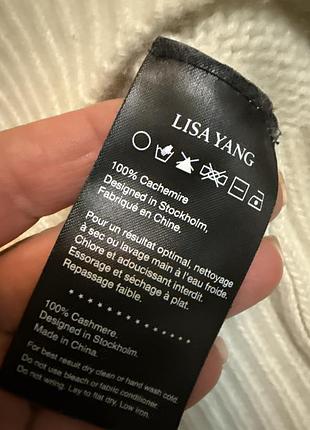 LISA YANG
100% Cachemire
Designed in Stockholm.
Fabriqué en Chine.
Pour un résultat optimal, nettoyage
à sec ou lavage main à l'eau froide.
Chlore et adoucissant interdit.
Essorage et séchage à plat.
Repassage faible.
* * * * * * * * * * * * * * *
100% Cashmere.
Designed in Stockholm.
Made in China.
For best result dry clean or hand wash cold.
Do not use bleach or fabric conditioner.
Do not wring. Lay to flat dry. Low iron.